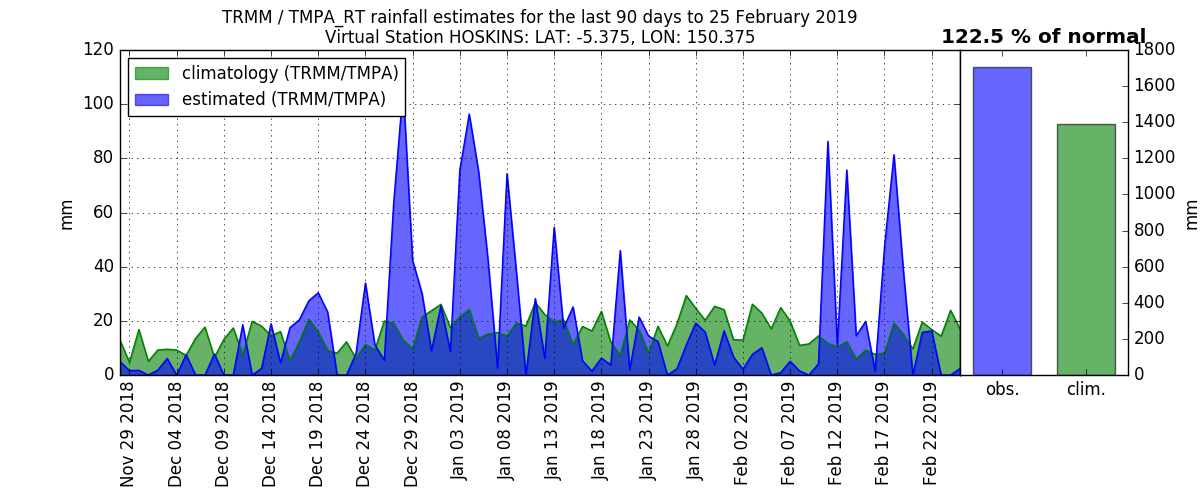 TRMM / TMPA_RT rainfall estimates for the last 90 days to 25 February 2019
Virtual Station HOSKINS: LAT: -5.375, LON: 150.375
122.5 % of normal
climatology (TRMM/TMPA)
estimated (TRMM/TMPA)
mm
120
100
80
60
40
20
0
Nov 29 2018
Dec 04 2018
Dec 09 2018
Dec 14 2018
Dec 19 2018
Dec 24 2018
Dec 29 2018
Jan 03 2019
Jan 08 2019
Jan 13 2019
Jan 18 2019
Jan 23 2019
Jan 28 2019
Feb 02 2019
Feb 07 2019
Feb 12 2019
Feb 17 2019
Feb 22 2019
obs.
clim.
1800
1600
1400
1200
1000
800
600
400
200
0
mm